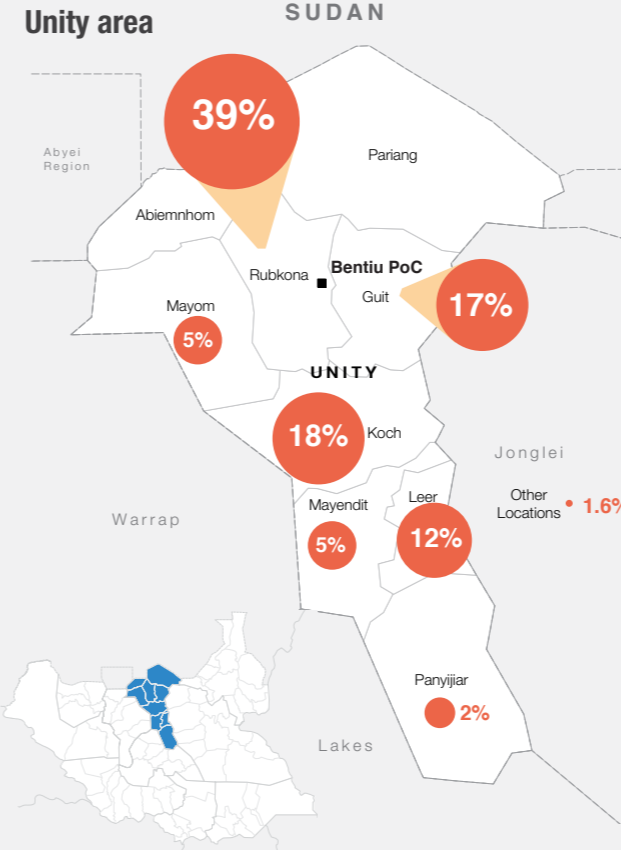 Unity area
SUDAN
39%
Abyei
Region
Pariang
Abiemnhom
Rubkona
Bentiu PoC
Guit
17%
Mayom
5%
UNITY
18%
Koch
Jonglei
Mayendit
Leer
Other
Locations
1.6%
Warrap
5%
12%
Panyijiar
2%
Lakes